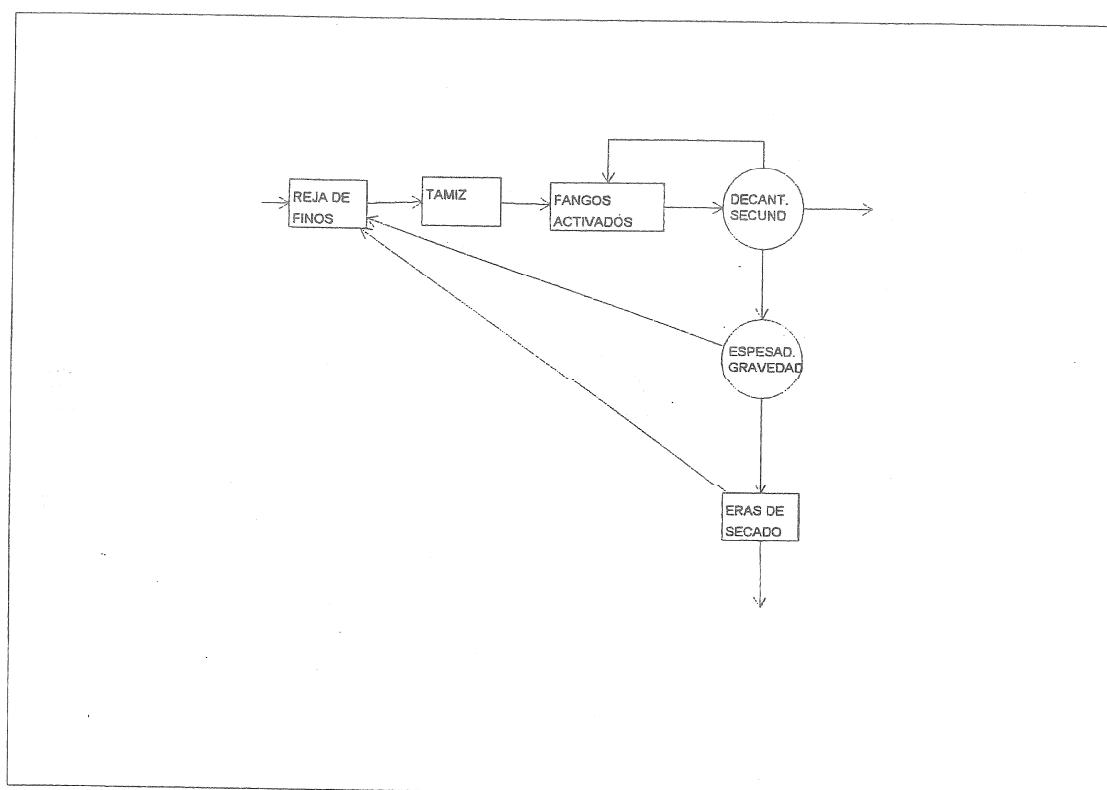 REJA DE
FINOS
TAMIZ
FANGOS
ACTIVADOS
DECANT.
SECUND
ESPESAD.
GRAVEDAD
ERAS DE
SECADO